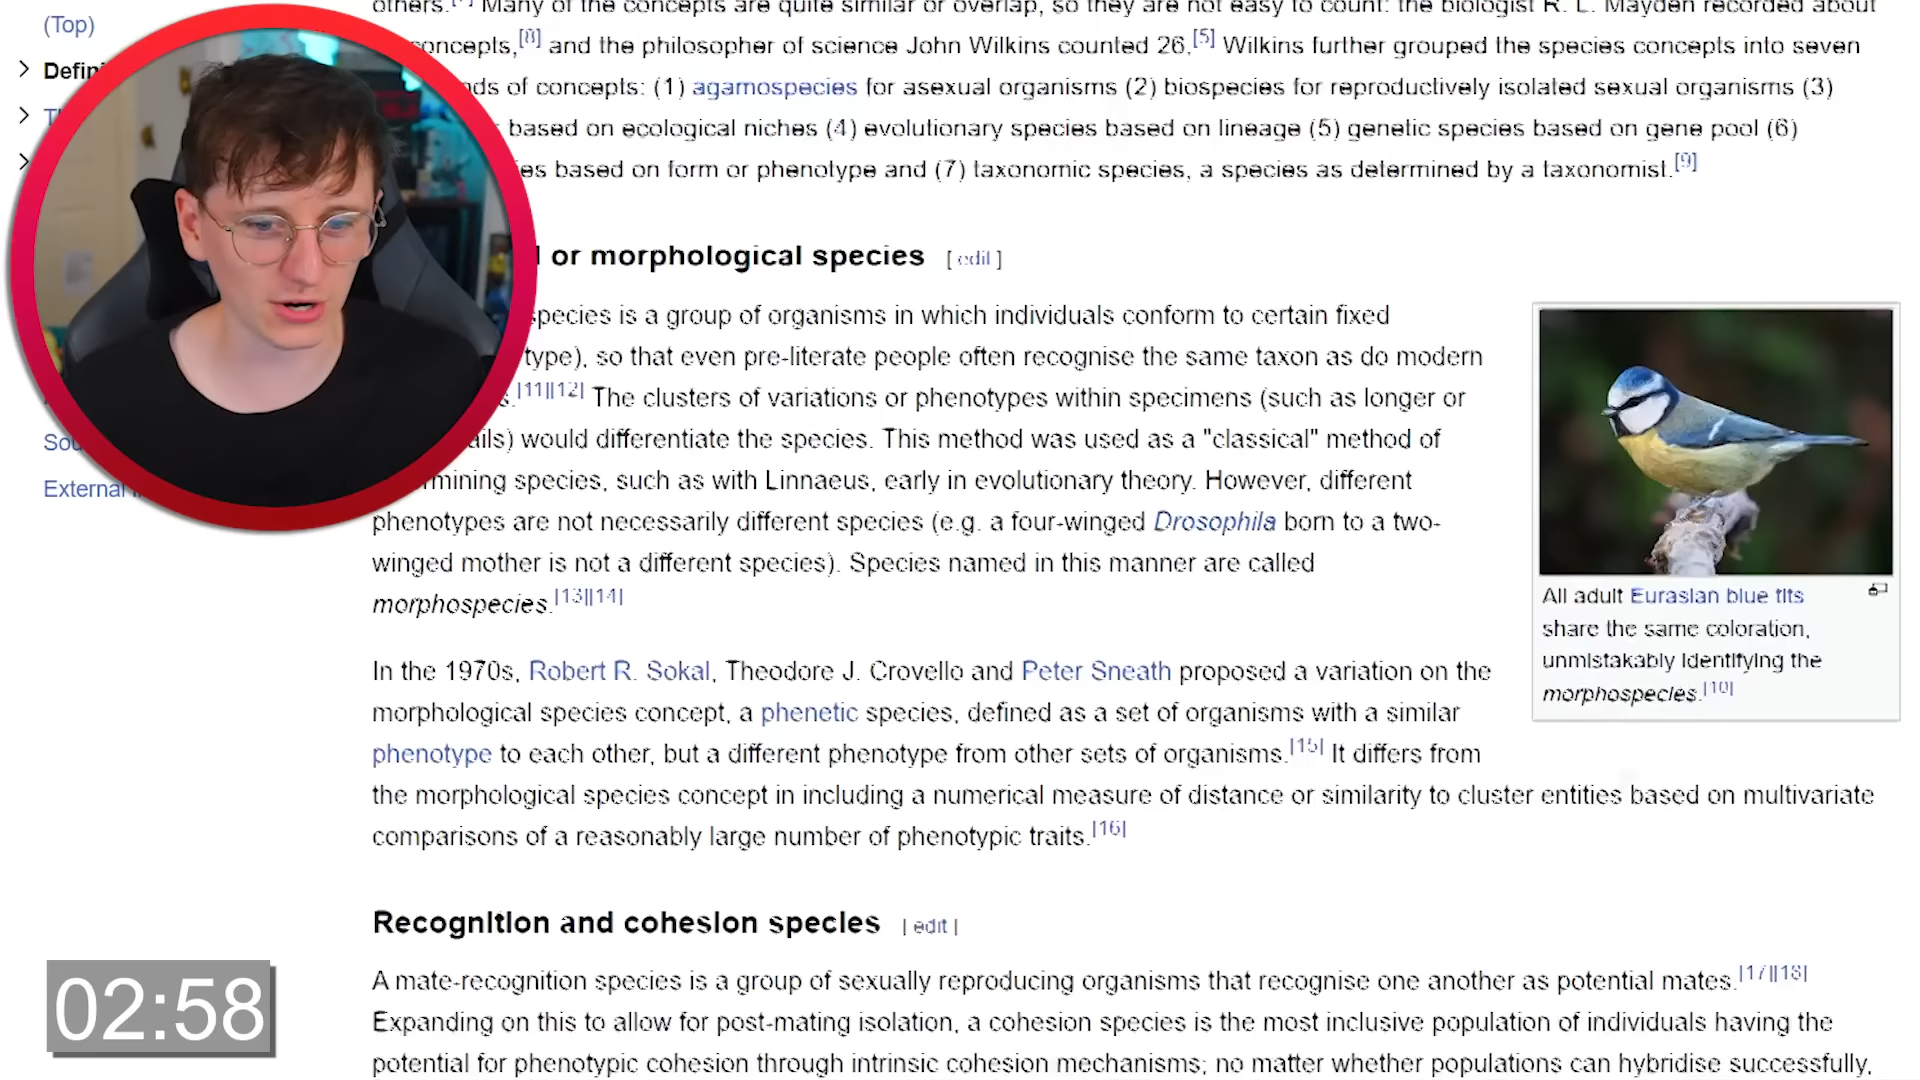 (Top)
others. Many of the concepts are quite similar or overlap, so they are not easy to count: the biologist R. L. Mayden recorded about
concepts,[8] and the philosopher of science John Wilkins counted 26.[5] Wilkins further grouped the species concepts into seven
of concepts: (1) agamospecies for asexual organisms (2) biospecies for reproductively isolated sexual organisms (3)
based on ecological niches (4) evolutionary species based on lineage (5) genetic species based on gene pool (6)
based on form or phenotype and (7) taxonomic species, a species as determined by a taxonomist.[9]
or morphological species [ edit ]
species is a group of organisms in which individuals conform to certain fixed
type), so that even pre-literate people often recognise the same taxon as do modern
[11][12] The clusters of variations or phenotypes within specimens (such as longer or
would differentiate the species. This method was used as a "classical" method of
species, such as with Linnaeus, early in evolutionary theory. However, different
phenotypes are not necessarily different species (e.g. a four-winged Drosophila born to a two-
winged mother is not a different species). Species named in this manner are called
morphospecies.[13][14]
All adult Eurasian blue tits
share the same coloration,
unmistakably identifying the
morphospecies.[10]
In the 1970s, Robert R. Sokal, Theodore J. Crovello and Peter Sneath proposed a variation on the
morphological species concept, a phenetic species, defined as a set of organisms with a similar
phenotype to each other, but a different phenotype from other sets of organisms.[15] It differs from
the morphological species concept in including a numerical measure of distance or similarity to cluster entities based on multivariate
comparisons of a reasonably large number of phenotypic traits.[16]
Recognition and cohesion species [ edit ]
A mate-recognition species is a group of sexually reproducing organisms that recognise one another as potential mates.[17][18]
Expanding on this to allow for post-mating isolation, a cohesion species is the most inclusive population of individuals having the
potential for phenotypic cohesion through intrinsic cohesion mechanisms; no matter whether populations can hybridise successfully,
External
02:58